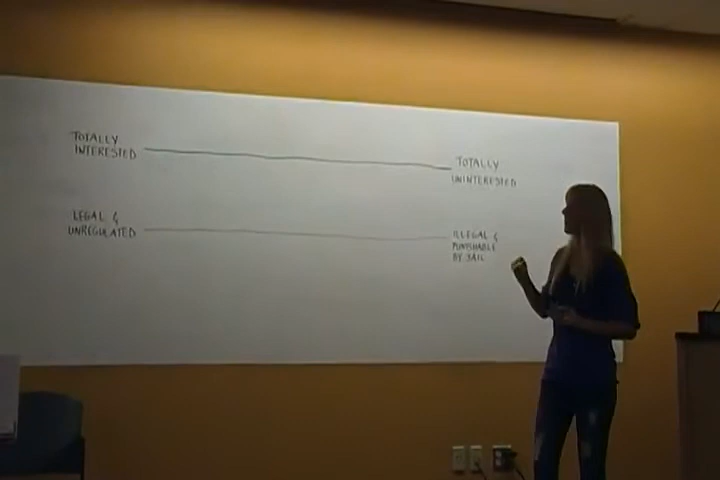 TOTALLY
INTERESTED
TOTALLY
UNINTERESTED
LEGAL &
UNREGULATED
ILLEGAL &
PUNISHABLE
BY JAIL